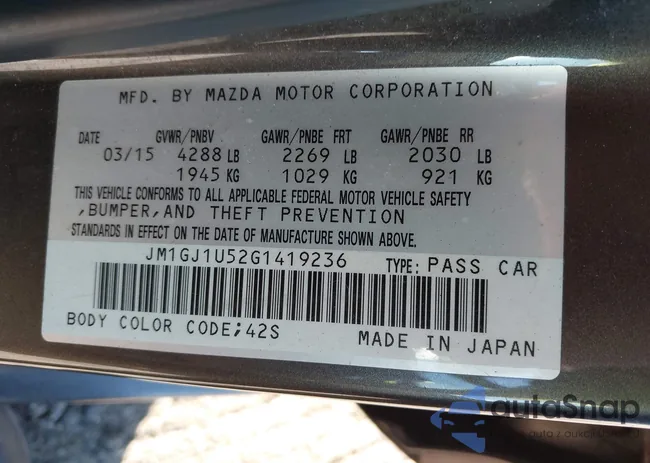 MFD. BY MAZDA MOTOR CORPORATION
DATE GVWR/PNBV GAWR/PNBE FRT GAWR/PNBE RR
03/15 4288 LB 2269 LB 2030 LB
1945 KG 1029 KG 921 KG
THIS VEHICLE CONFORMS TO ALL APPLICABLE FEDERAL MOTOR VEHICLE SAFETY
,BUMPER,AND THEFT PREVENTION
STANDARDS IN EFFECT ON THE DATE OF MANUFACTURE SHOWN ABOVE.
JM1GJ1U52G1419236 TYPE: PASS CAR
BODY COLOR CODE;42S MADE IN JAPAN
autoSnap